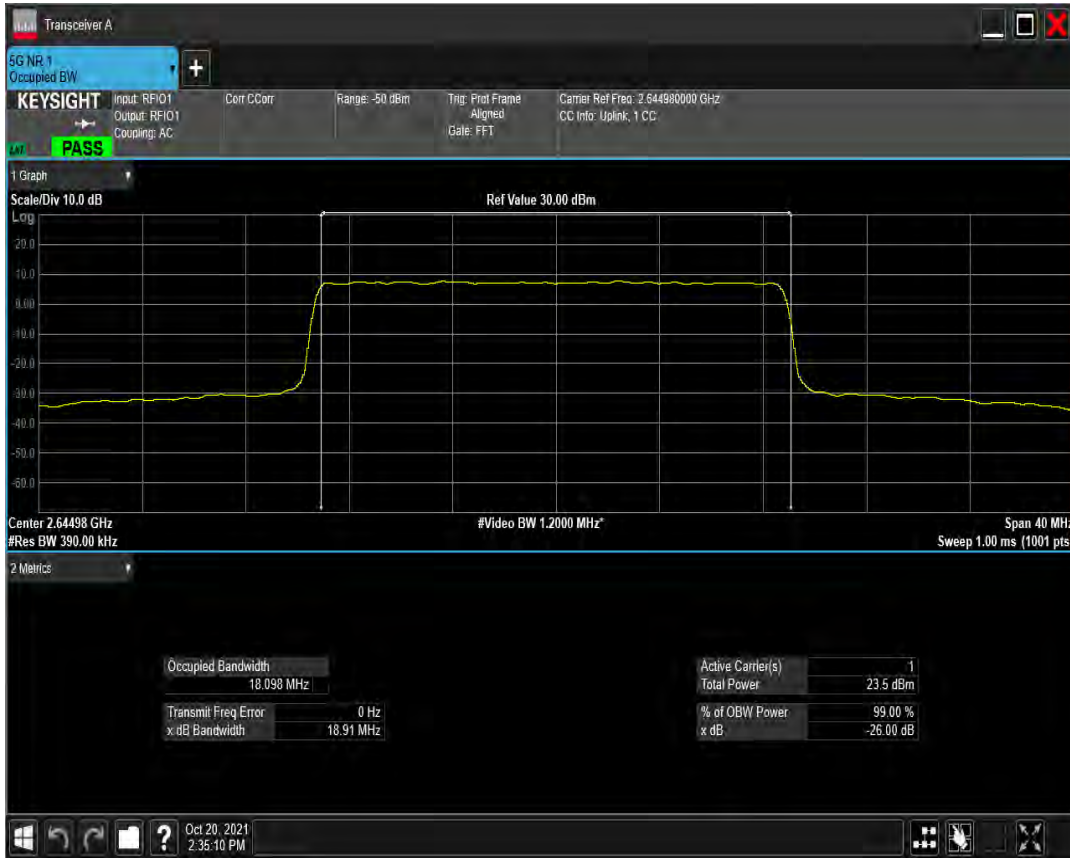 Transceiver A
5G NR 1
Occupied BW
+
KEYSIGHT
PASS
Input: RFIO1
Output: RFIO1
Coupling: AC
Corr CCorr
Range: -50 dBm
Trig: Prot Frame
Aligned
Gate: FFT
Carrier Ref Freq: 2.644980000 GHz
CC Info: Uplink, 1 CC
1 Graph
Scale/Div 10.0 dB
Ref Value 30.00 dBm
Log
20.0
10.0
0.00
-10.0
-20.0
-30.0
-40.0
-50.0
-60.0
Center 2.64498 GHz
#Video BW 1.2000 MHz*
Span 40 MHz
#Res BW 390.00 kHz
Sweep 1.00 ms (1001 pts
2 Metrics
Occupied Bandwidth
18.098 MHz
Transmit Freq Error 0 Hz
x dB Bandwidth 18.91 MHz
Active Carrier(s) 1
Total Power 23.5 dBm
% of OBW Power 99.00 %
x dB -26.00 dB
?
Oct 20, 2021
2:35:10 PM